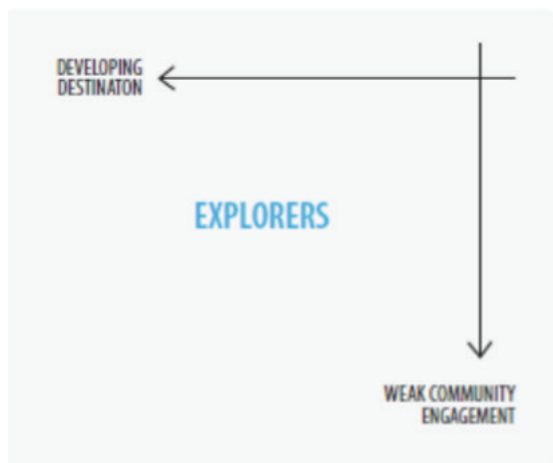 DEVELOPING
DESTINATON
EXPLORERS
WEAK COMMUNITY
ENGAGEMENT